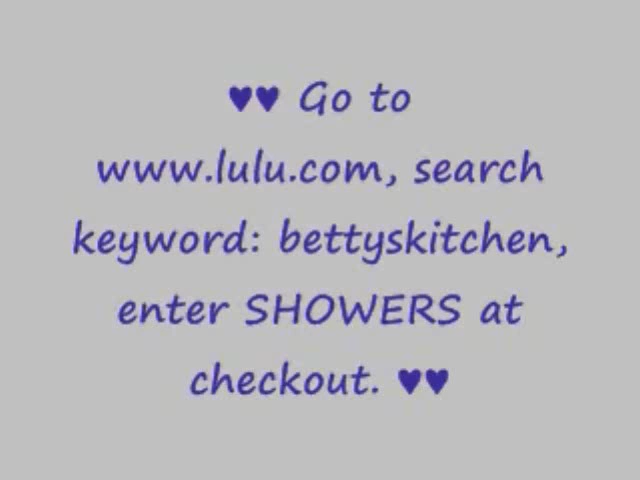 ♥♥ Go to
www.lulu.com, search
keyword: bettyskitchen,
enter SHOWERS at
checkout. ♥♥